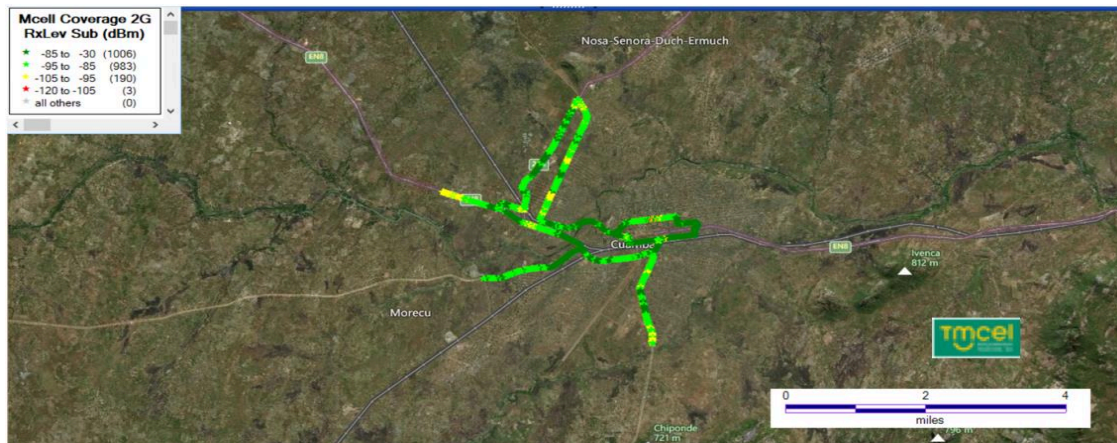 Mcell Coverage 2G
RxLev Sub (dBm)
-85 to -30 (1006)
-95 to -85 (983)
-105 to -95 (190)
-120 to -105 (3)
all others (0)
Nosa-Senora-Duch-Ermuch
EN8
Cuamba
EN8
Ivenca
812 m
Morecu
Tmcel
0 2 4
miles
Chiponde
721 m
796 m